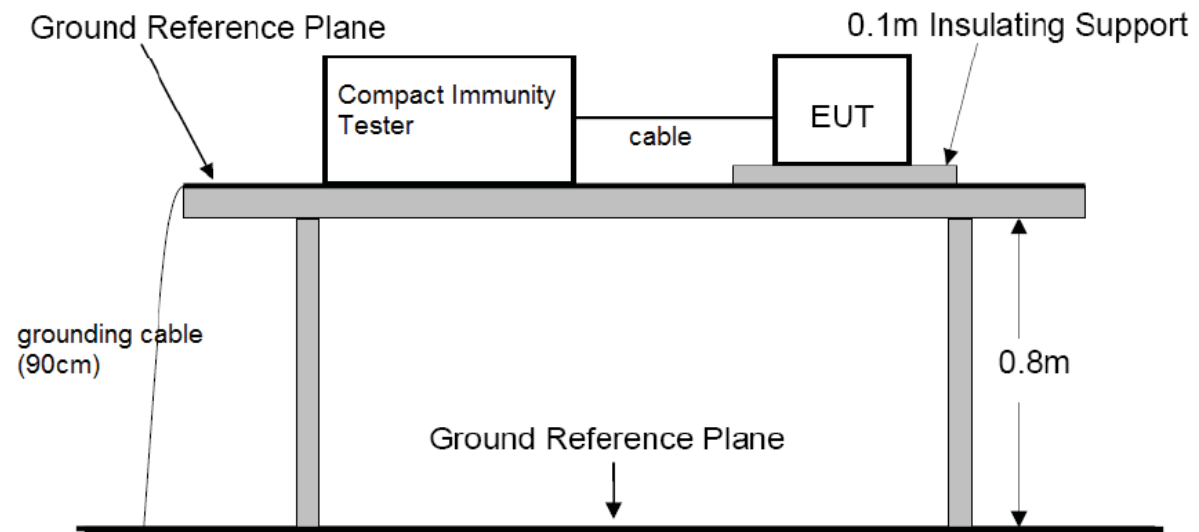 Ground Reference Plane
0.1m Insulating Support
Compact Immunity
Tester
cable
EUT
grounding cable
(90cm)
0.8m
Ground Reference Plane